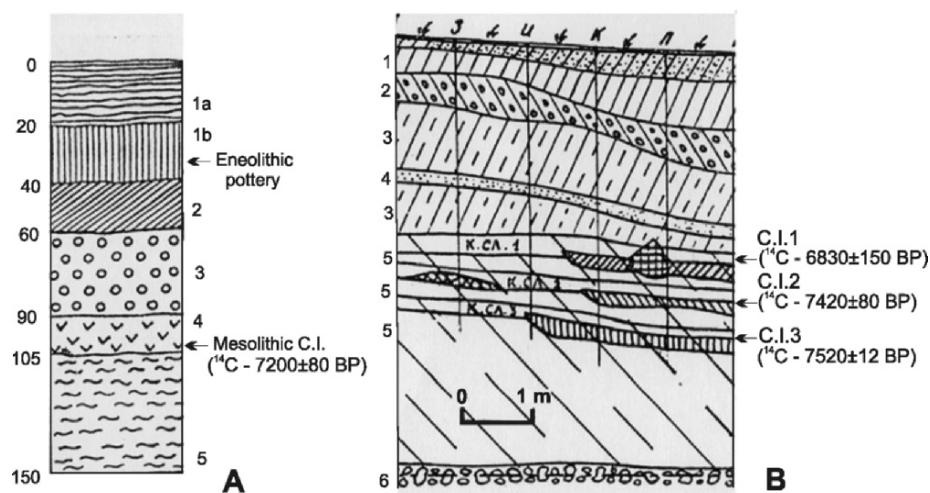 0
20
40
60
90
105
150
1a
1b
Eneolithic
pottery
2
3
4
Mesolithic C.I.
(¹⁴C - 7200±80 BP)
5
A
З И К Л
1
2
3
4
3
5
5
5
6
К.СЛ.1
К.СЛ.2
К.СЛ.3
C.I.1
(¹⁴C - 6830±150 BP)
C.I.2
(¹⁴C - 7420±80 BP)
C.I.3
(¹⁴C - 7520±12 BP)
0 1 m
B